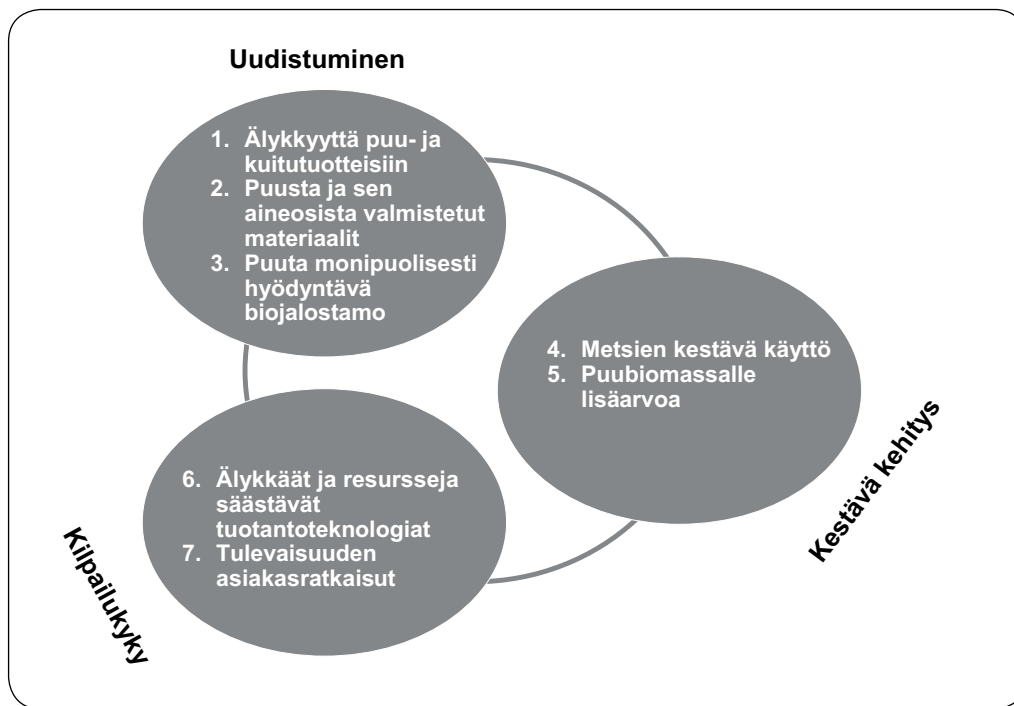 Uudistuminen
1. Älykkyyttä puu- ja
kuitutuotteisiin
2. Puusta ja sen
aineosista valmistetut
materiaalit
3. Puuta monipuolisesti
hyödyntävä
biojalostamo
4. Metsien kestävä käyttö
5. Puubiomassalle
lisäarvoa
Kestävä kehitys
6. Älykkäät ja resursseja
säästävät
tuotantoteknologiat
7. Tulevaisuuden
asiakasratkaisut
Kilpailukyky